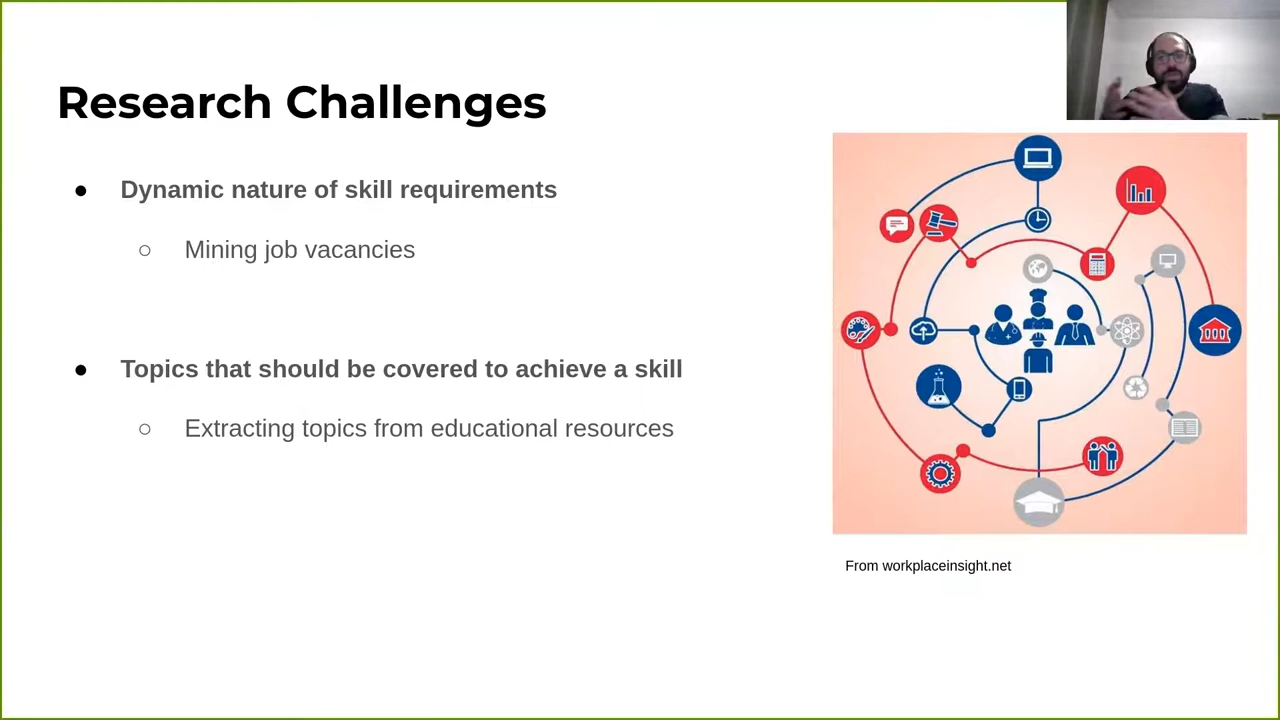 Research Challenges
● Dynamic nature of skill requirements
○ Mining job vacancies
● Topics that should be covered to achieve a skill
○ Extracting topics from educational resources
From workplaceinsight.net